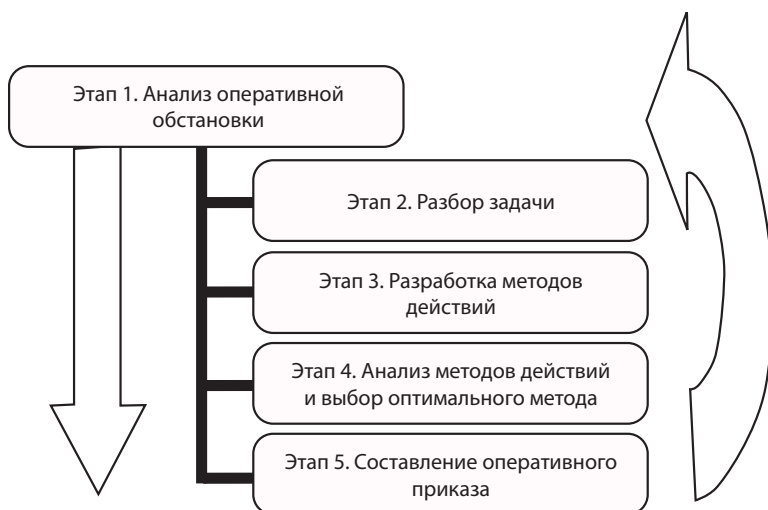 Этап 1. Анализ оперативной
обстановки
Этап 2. Разбор задачи
Этап 3. Разработка методов
действий
Этап 4. Анализ методов действий
и выбор оптимального метода
Этап 5. Составление оперативного
приказа